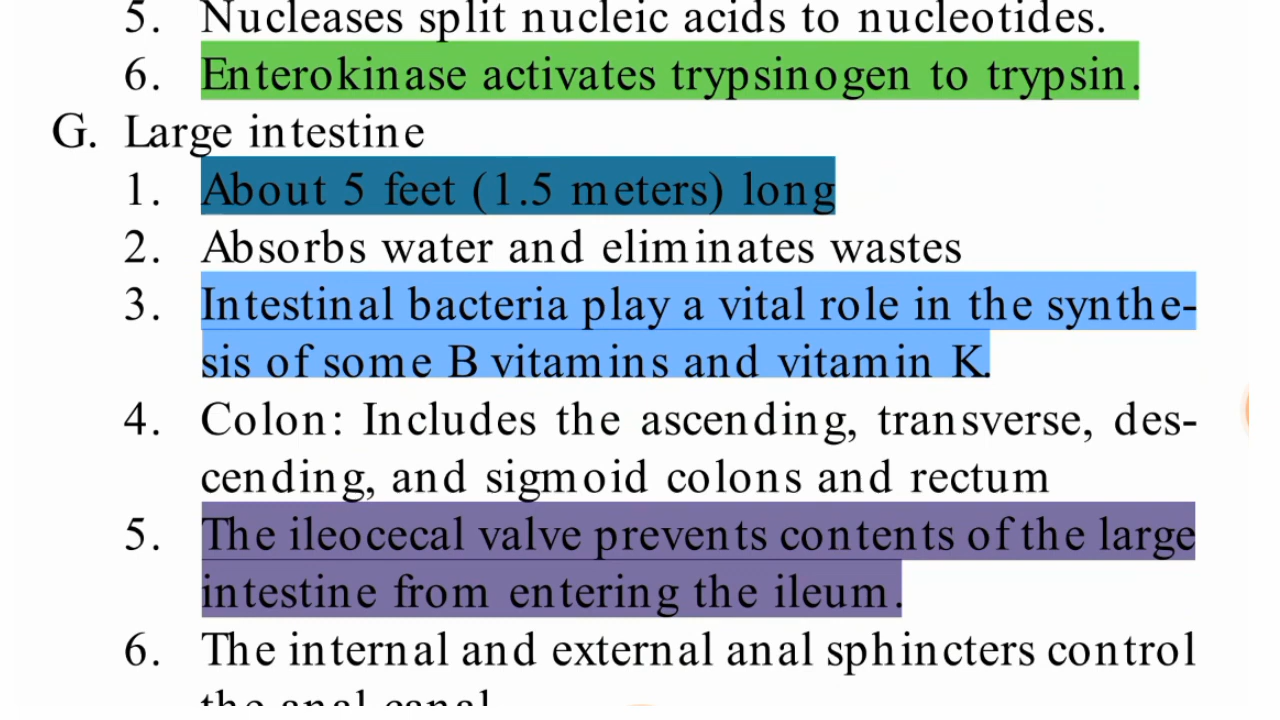 5. Nucleases split nucleic acids to nucleotides.
6. Enterokinase activates trypsinogen to trypsin.
G. Large intestine
1. About 5 feet (1.5 meters) long
2. Absorbs water and eliminates wastes
3. Intestinal bacteria play a vital role in the synthe-
sis of some B vitamins and vitamin K.
4. Colon: Includes the ascending, transverse, des-
cending, and sigmoid colons and rectum
5. The ileocecal valve prevents contents of the large
intestine from entering the ileum.
6. The internal and external anal sphincters control
the anal canal